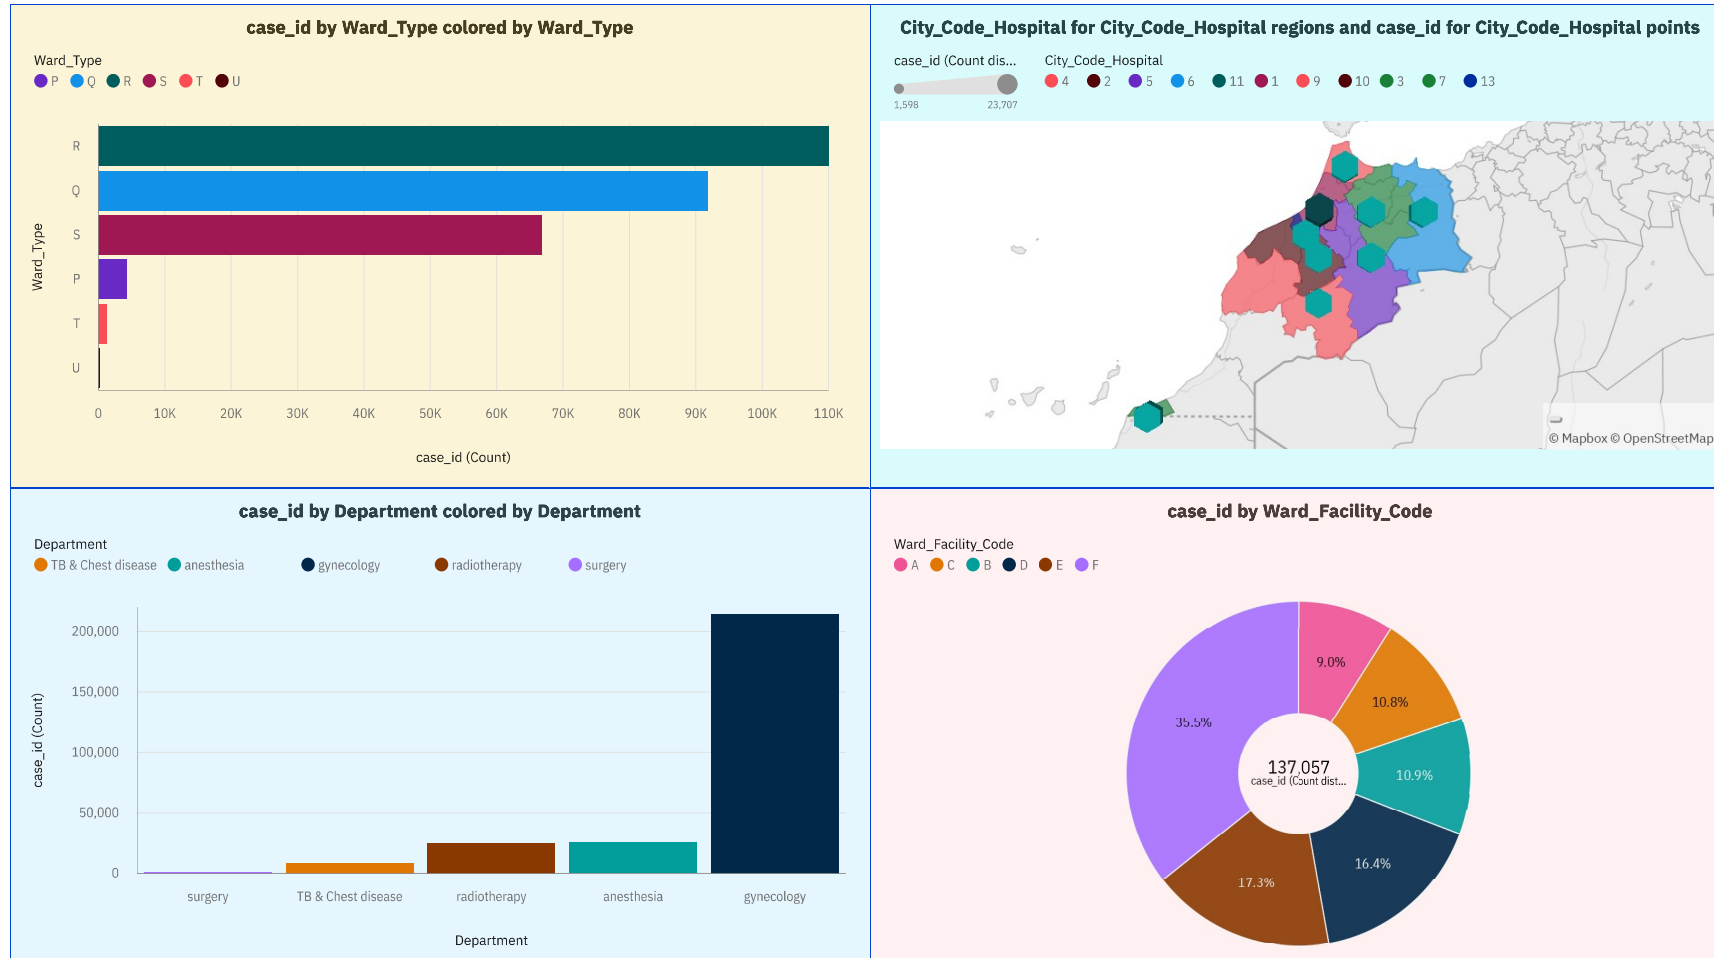 case_id by Ward_Type colored by Ward_Type
Ward_Type
P Q R S T U
Ward_Type
R
Q
S
P
T
U
0 10K 20K 30K 40K 50K 60K 70K 80K 90K 100K 110K
case_id (Count)
City_Code_Hospital for City_Code_Hospital regions and case_id for City_Code_Hospital points
case_id (Count dis...
1,598 23,707
City_Code_Hospital
4 2 5 6 11 1 9 10 3 7 13
© Mapbox © OpenStreetMap
case_id by Department colored by Department
Department
TB & Chest disease anesthesia gynecology radiotherapy surgery
case_id (Count)
200,000
150,000
100,000
50,000
0
surgery TB & Chest disease radiotherapy anesthesia gynecology
Department
case_id by Ward_Facility_Code
Ward_Facility_Code
A C B D E F
9.0%
10.8%
35.5%
10.9%
137,057
case_id (Count dist...
16.4%
17.3%